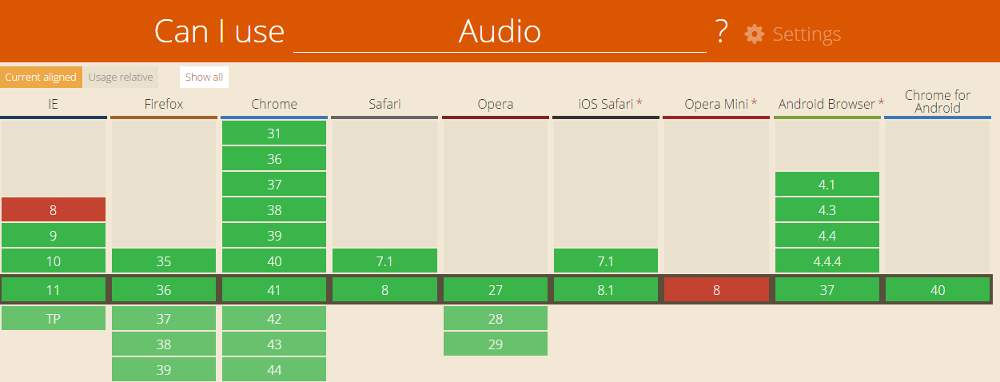 Can I use Audio ? Settings
Current aligned Usage relative Show all
IE Firefox Chrome Safari Opera iOS Safari * Opera Mini * Android Browser * Chrome for Android
31
36
37 4.1
8 38 4.3
9 39 4.4
10 35 40 7.1 7.1 4.4.4
11 36 41 8 27 8.1 8 37 40
TP 37 42 28
38 43 29
39 44